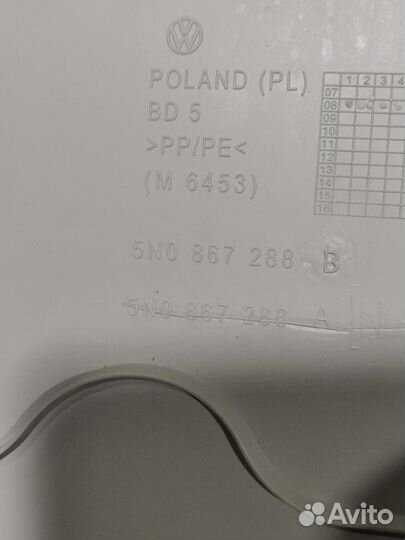 POLAND (PL)
BD 5
>PP/PE<
(M 6453)
1 2 3 4
07
08
09
10
11
12
13
14
15
16
5N0 867 288 B
5N0 867 288 A
Avito